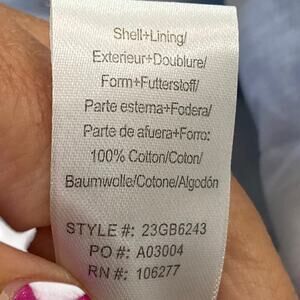 Shell+Lining/
Exterieur+Doublure/
Form+Futterstoff/
Parte esterna+Fodera/
Parte de afuera+Forro:
100% Cotton/Coton/
Baumwolle/Cotone/Algodón
STYLE #: 23GB6243
PO #: A03004
RN #: 106277